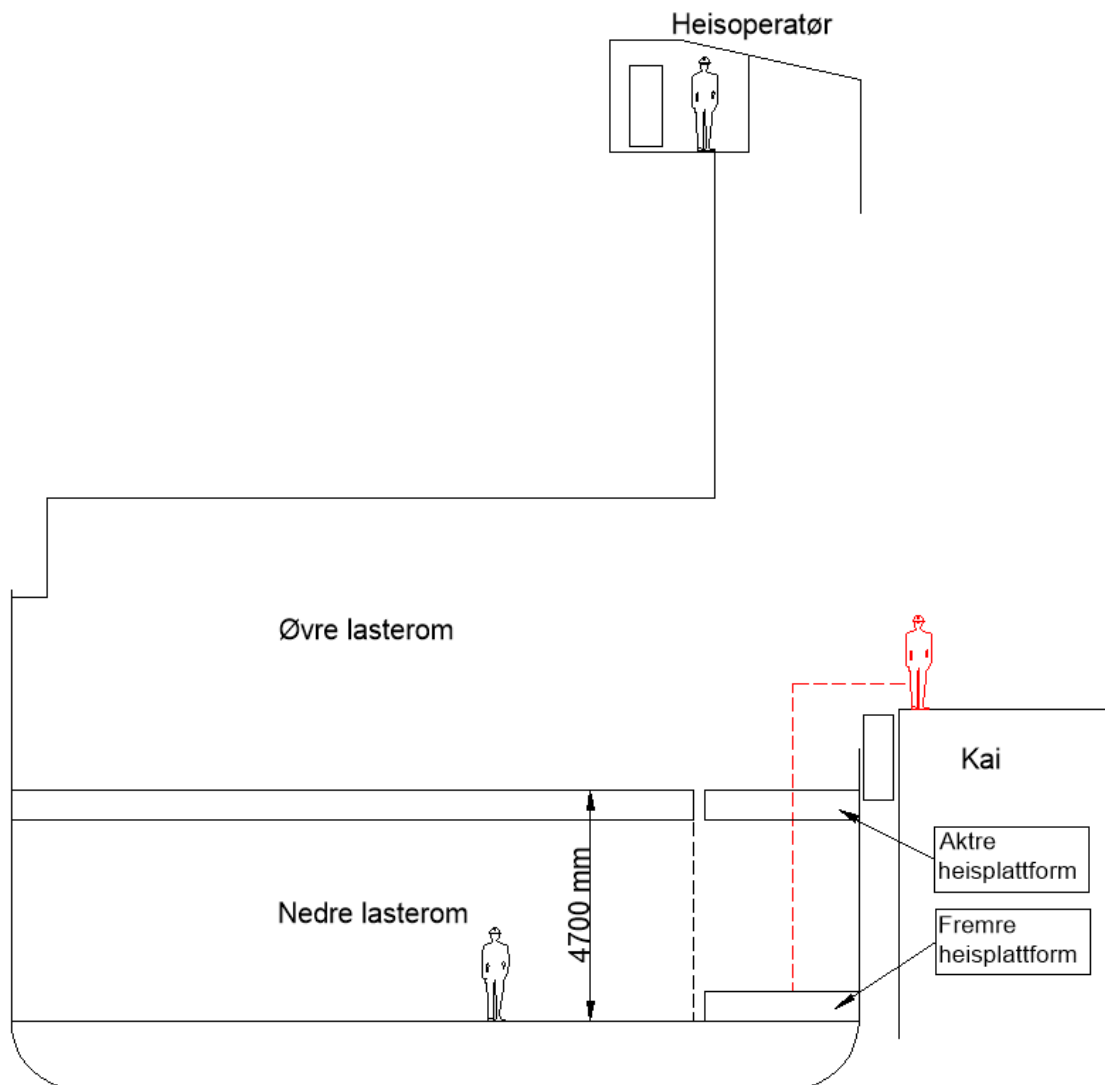 Heisoperatør
Øvre lasterom
Kai
Aktre
heisplattform
Nedre lasterom
4700 mm
Fremre
heisplattform